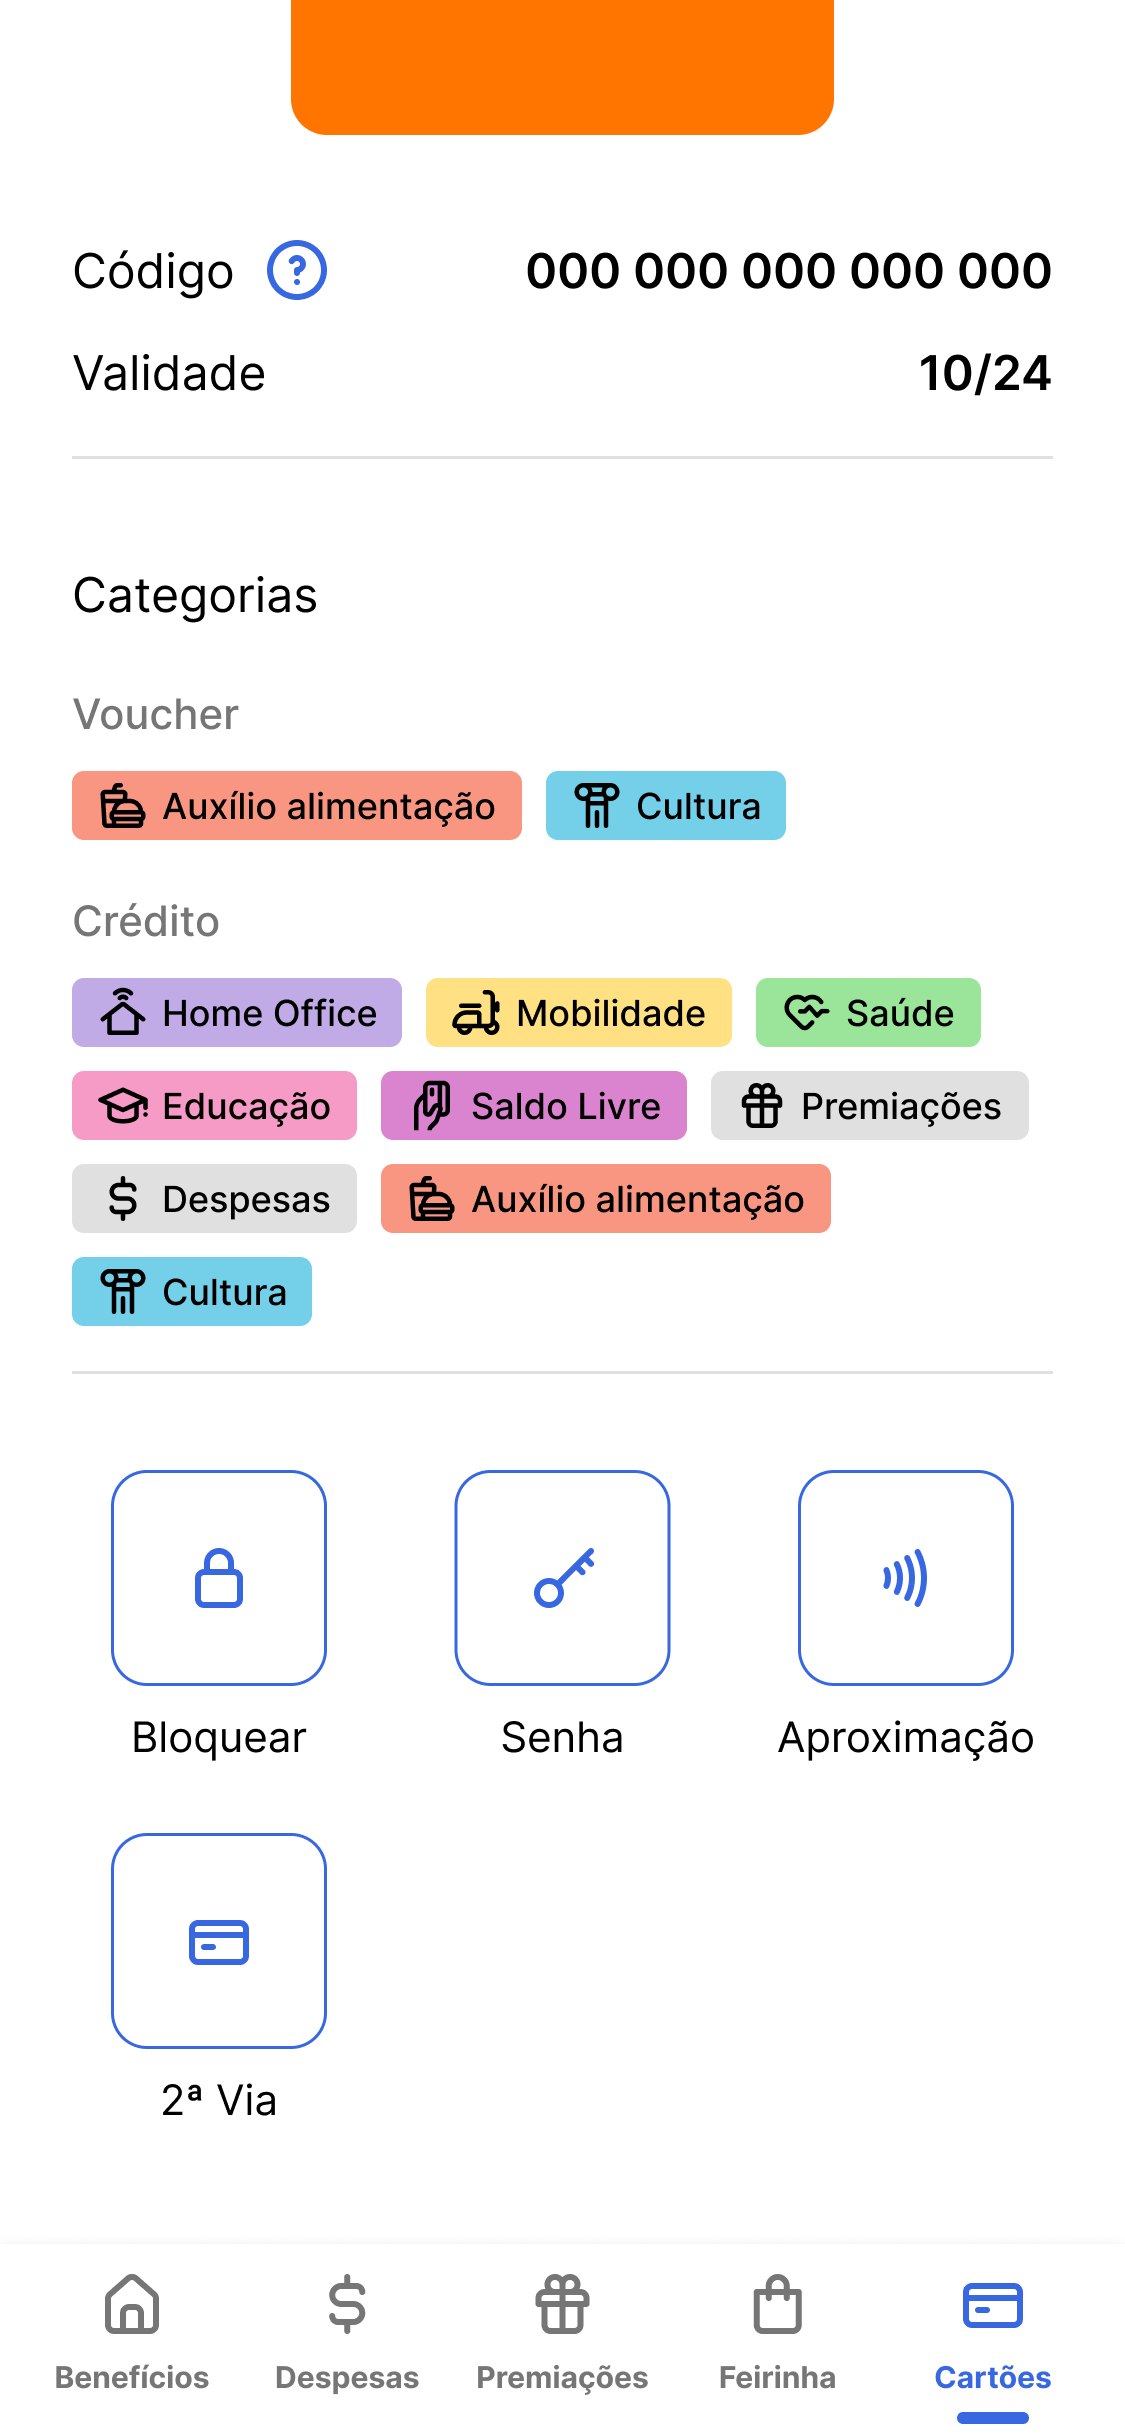 Código ? 000 000 000 000 000
Validade 10/24
Categorias
Voucher
Auxílio alimentação Cultura
Crédito
Home Office Mobilidade Saúde
Educação Saldo Livre Premiações
Despesas Auxílio alimentação
Cultura
Bloquear Senha Aproximação
2ª Via
Benefícios Despesas Premiações Feirinha Cartões